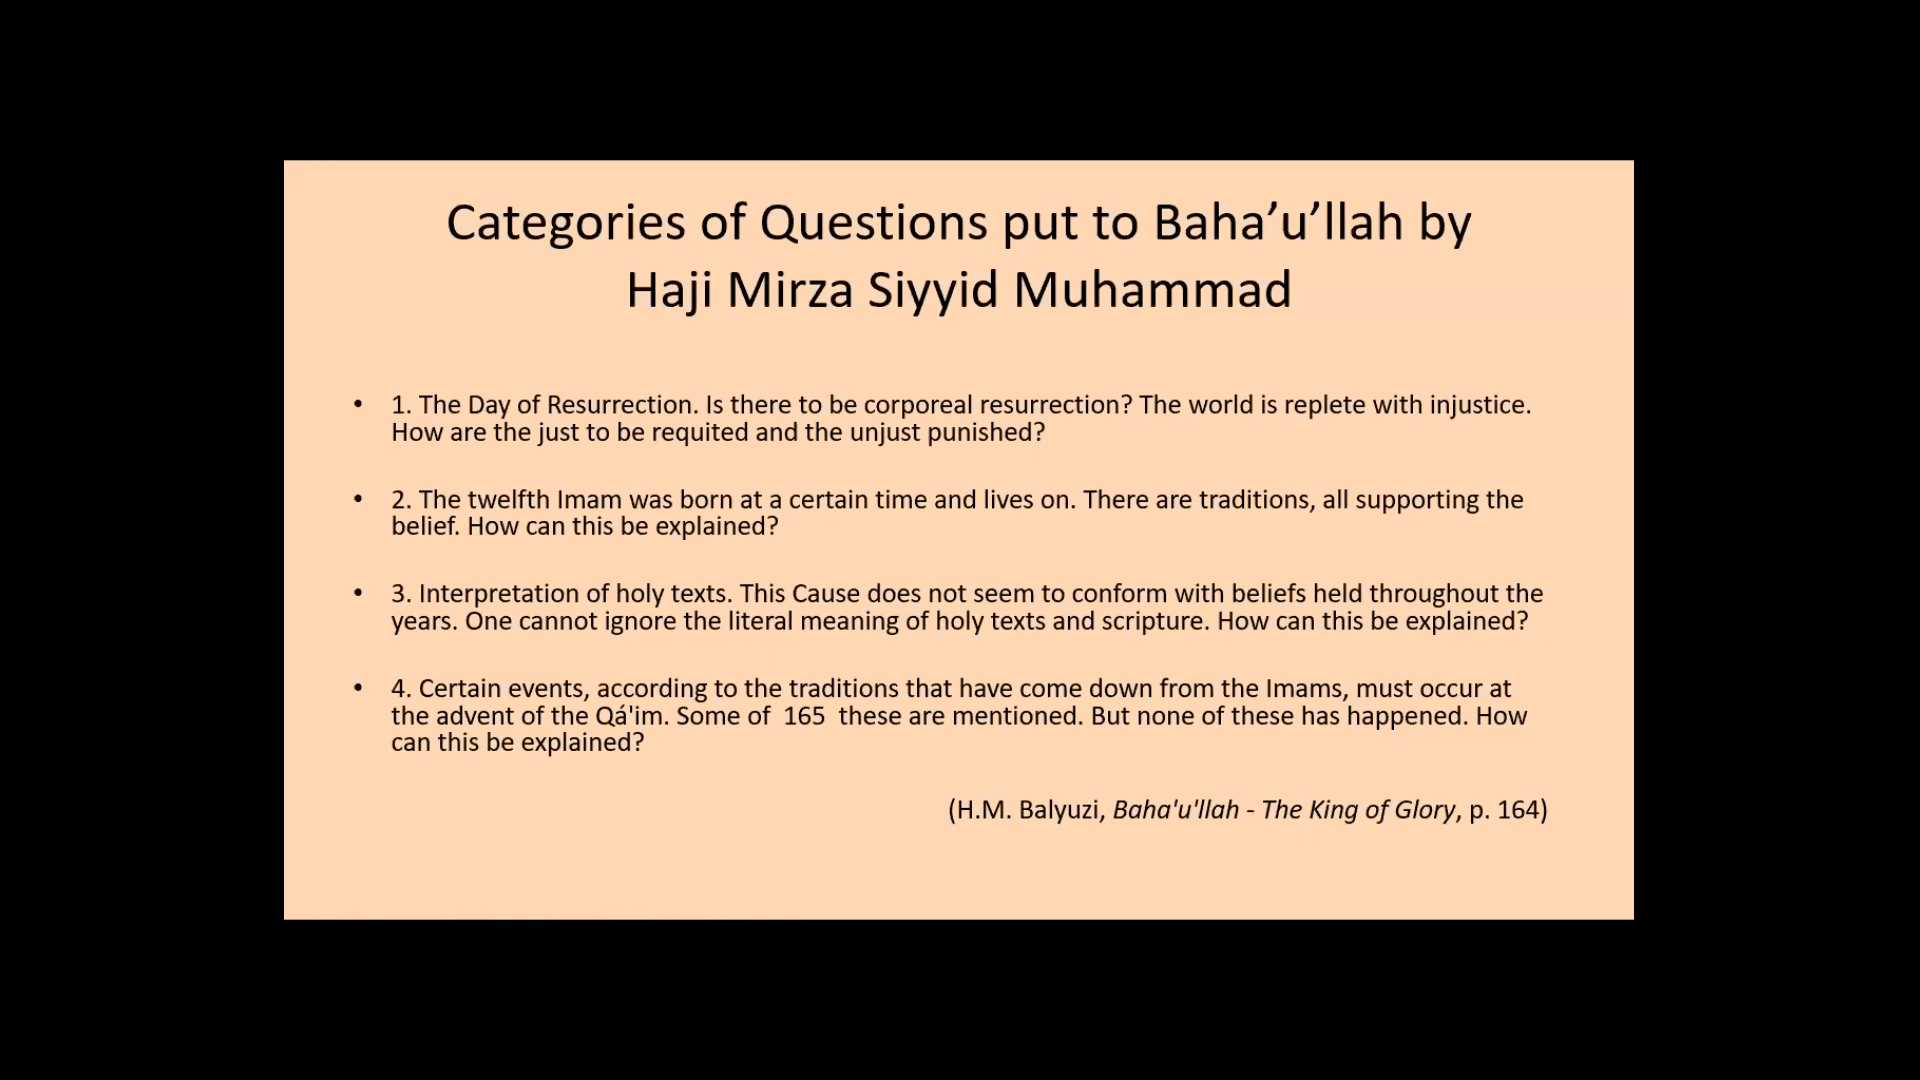 Categories of Questions put to Baha’u’llah by
Haji Mirza Siyyid Muhammad
• 1. The Day of Resurrection. Is there to be corporeal resurrection? The world is replete with injustice.
How are the just to be requited and the unjust punished?
• 2. The twelfth Imam was born at a certain time and lives on. There are traditions, all supporting the
belief. How can this be explained?
• 3. Interpretation of holy texts. This Cause does not seem to conform with beliefs held throughout the
years. One cannot ignore the literal meaning of holy texts and scripture. How can this be explained?
• 4. Certain events, according to the traditions that have come down from the Imams, must occur at
the advent of the Qá'im. Some of  165  these are mentioned. But none of these has happened. How
can this be explained?
(H.M. Balyuzi, Baha'u'llah - The King of Glory, p. 164)